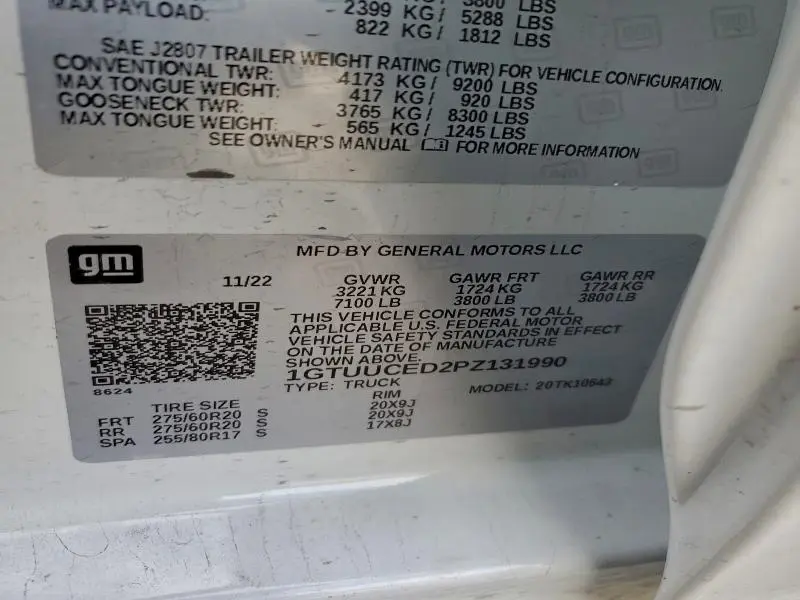 3800 LBS
2399 KG/ 5288 LBS
MAX PAYLOAD: 822 KG/ 1812 LBS
SAE J2807 TRAILER WEIGHT RATING (TWR) FOR VEHICLE CONFIGURATION
CONVENTIONAL TWR: 4173 KG/ 9200 LBS
MAX TONGUE WEIGHT: 417 KG/ 920 LBS
GOOSENECK TWR: 3765 KG/ 8300 LBS
MAX TONGUE WEIGHT: 565 KG/ 1245 LBS
SEE OWNER'S MANUAL FOR MORE INFORMATION
gm
MFD BY GENERAL MOTORS LLC
11/22 GVWR GAWR FRT GAWR RR
3221 KG 1724 KG 1724 KG
7100 LB 3800 LB 3800 LB
THIS VEHICLE CONFORMS TO ALL
APPLICABLE U.S. FEDERAL MOTOR
VEHICLE SAFETY STANDARDS IN EFFECT
ON THE DATE OF MANUFACTURE
SHOWN ABOVE.
1GTUUCED2PZ131990
8624
TYPE: TRUCK MODEL: 20TK10543
TIRE SIZE RIM
FRT 275/60R20 S 20X9J
RR 275/60R20 S 20X9J
SPA 255/80R17 S 17X8J